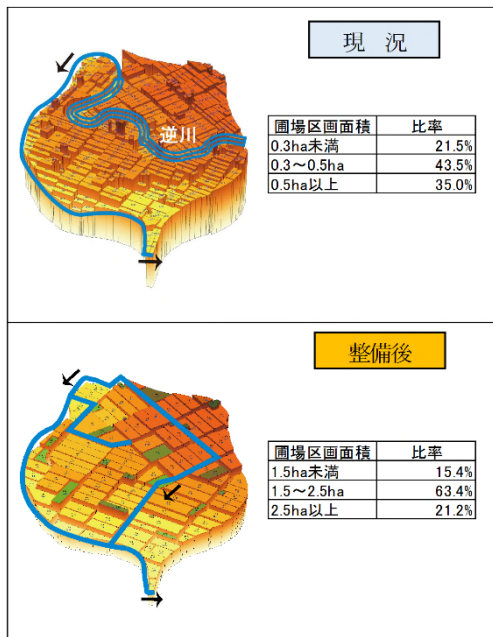 現 況
逆川
圃場区画面積 比率
0.3ha未満 21.5%
0.3～0.5ha 43.5%
0.5ha以上 35.0%
整備後
圃場区画面積 比率
1.5ha未満 15.4%
1.5～2.5ha 63.4%
2.5ha以上 21.2%